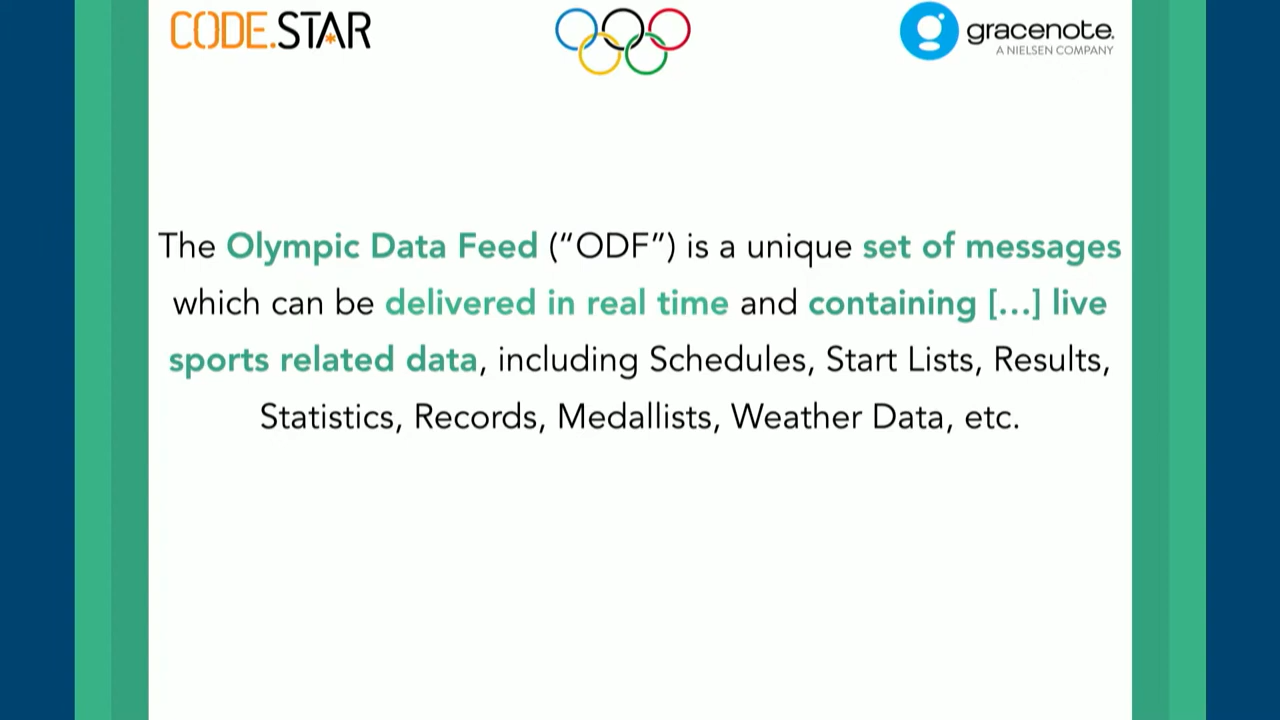 CODE.STAR
gracenote.
A NIELSEN COMPANY
The Olympic Data Feed (“ODF”) is a unique set of messages
which can be delivered in real time and containing [...] live
sports related data, including Schedules, Start Lists, Results,
Statistics, Records, Medallists, Weather Data, etc.